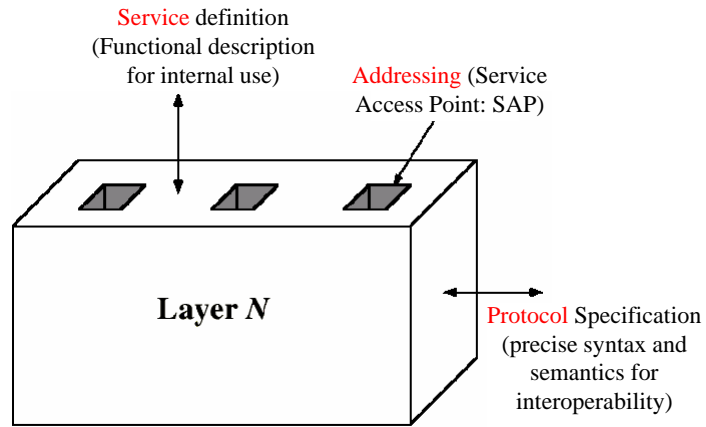 Service definition
(Functional description
for internal use)
Addressing (Service
Access Point: SAP)
Layer N
Protocol Specification
(precise syntax and
semantics for
interoperability)